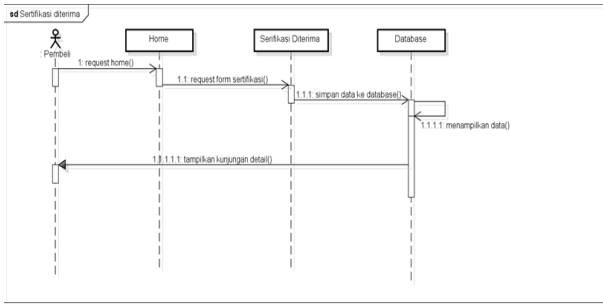 sd Sertifikasi diterima
: Pembeli
Home
Serifikasi Diterima
Database
1: request home()
1.1: request form sertifikasi()
1.1.1: simpan data ke database()
1.1.1.1: menampilkan data()
1.1.1.1.1: tampilkan kunjungan detail()